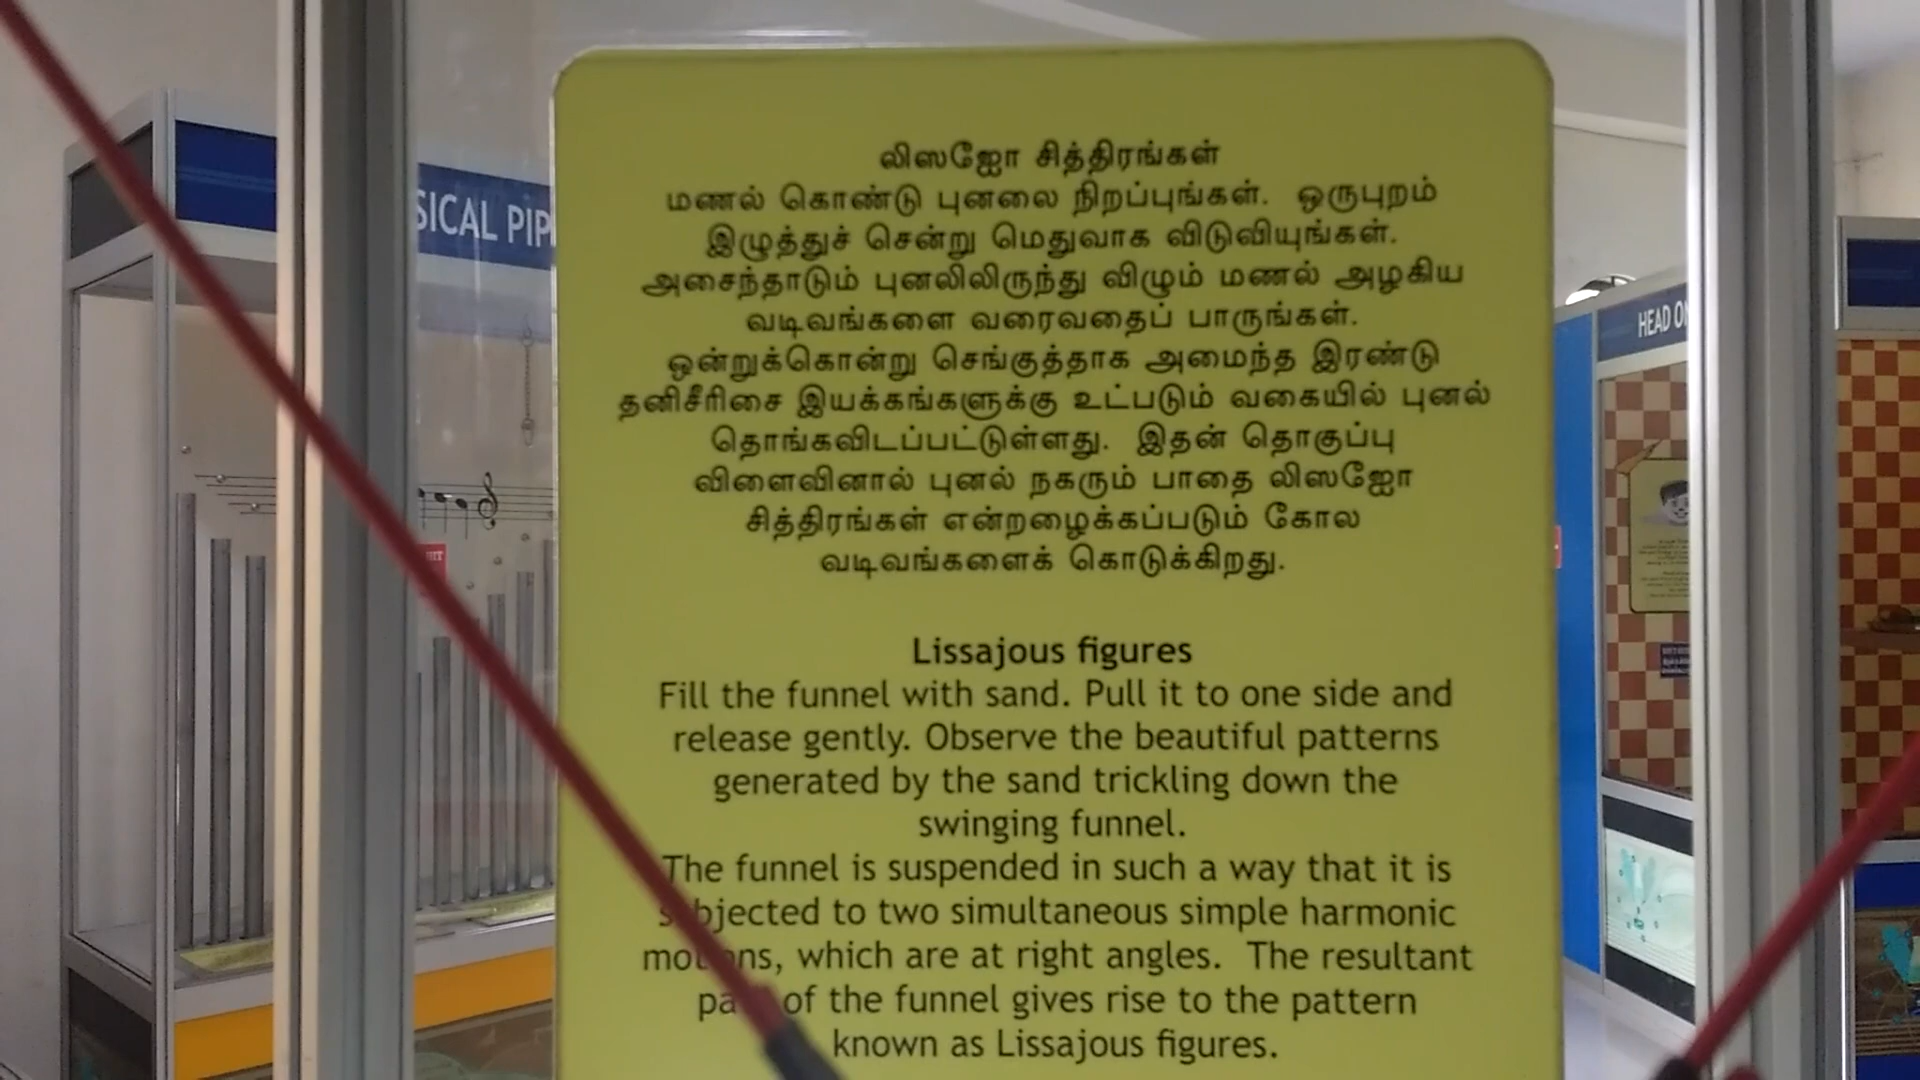 SICAL PIP
HEAD ON
லிஸஜோ சித்திரங்கள்
மணல் கொண்டு புனலை நிறப்புங்கள். ஒருபுறம்
இழுத்துச் சென்று மெதுவாக விடுவியுங்கள்.
அசைந்தாடும் புனலிலிருந்து விழும் மணல் அழகிய
வடிவங்களை வரைவதைப் பாருங்கள்.
ஒன்றுக்கொன்று செங்குத்தாக அமைந்த இரண்டு
தனிசீரிசை இயக்கங்களுக்கு உட்படும் வகையில் புனல்
தொங்கவிடப்பட்டுள்ளது. இதன் தொகுப்பு
விளைவினால் புனல் நகரும் பாதை லிஸஜோ
சித்திரங்கள் என்றழைக்கப்படும் கோல
வடிவங்களைக் கொடுக்கிறது.
Lissajous figures
Fill the funnel with sand. Pull it to one side and
release gently. Observe the beautiful patterns
generated by the sand trickling down the
swinging funnel.
The funnel is suspended in such a way that it is
subjected to two simultaneous simple harmonic
motions, which are at right angles. The resultant
path of the funnel gives rise to the pattern
known as Lissajous figures.